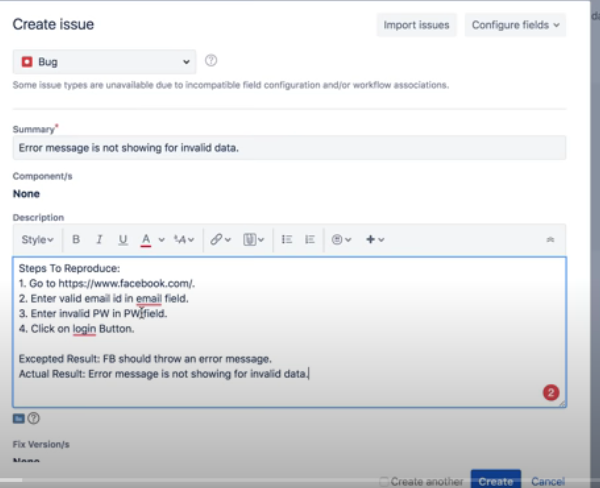 Create issue
Import issues
Configure fields
Bug
Some issue types are unavailable due to incompatible field configuration and/or workflow associations.
Summary*
Error message is not showing for invalid data.
Component/s
None
Description
Style B I U A
Steps To Reproduce:
1. Go to https://www.facebook.com/.
2. Enter valid email id in email field.
3. Enter invalid PW in PW field.
4. Click on login Button.
Excepted Result: FB should throw an error message.
Actual Result: Error message is not showing for invalid data.
2
Fix Version/s
None
Create another
Create
Cancel